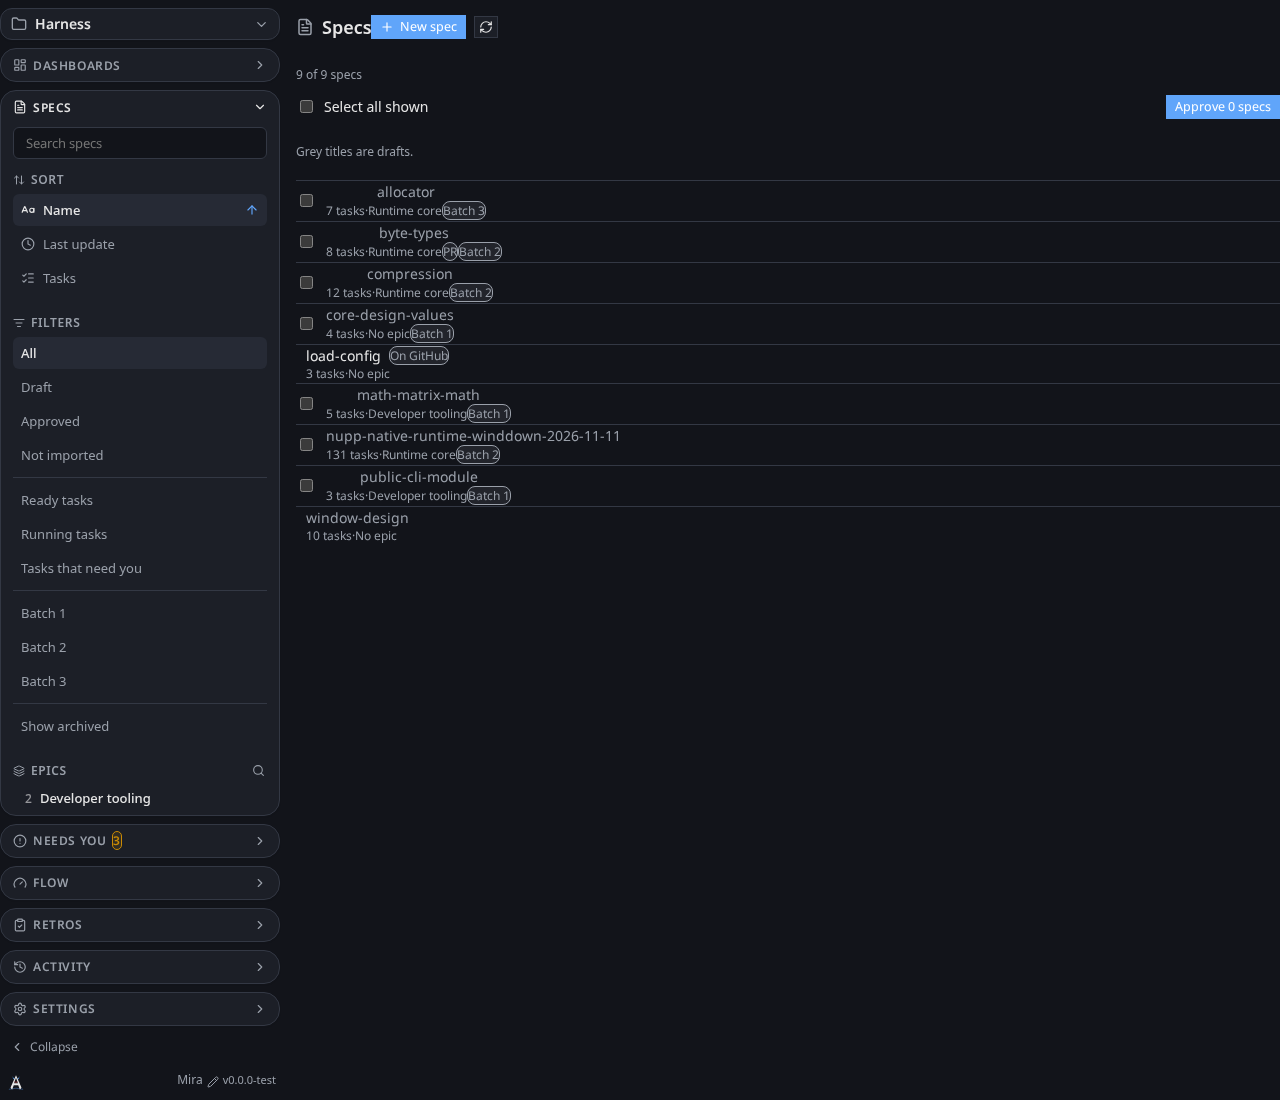 Harness
DASHBOARDS
SPECS
Search specs
SORT
Aa Name
Last update
Tasks
FILTERS
All
Draft
Approved
Not imported
Ready tasks
Running tasks
Tasks that need you
Batch 1
Batch 2
Batch 3
Show archived
EPICS
2 Developer tooling
NEEDS YOU 3
FLOW
RETROS
ACTIVITY
SETTINGS
Collapse
A Mira v0.0.0-test
Specs + New spec
9 of 9 specs
Select all shown Approve 0 specs
Grey titles are drafts.
allocator
7 tasks·Runtime core Batch 3
byte-types
8 tasks·Runtime core PR Batch 2
compression
12 tasks·Runtime core Batch 2
core-design-values
4 tasks·No epic Batch 1
load-config On GitHub
3 tasks·No epic
math-matrix-math
5 tasks·Developer tooling Batch 1
nupp-native-runtime-winddown-2026-11-11
131 tasks·Runtime core Batch 2
public-cli-module
3 tasks·Developer tooling Batch 1
window-design
10 tasks·No epic